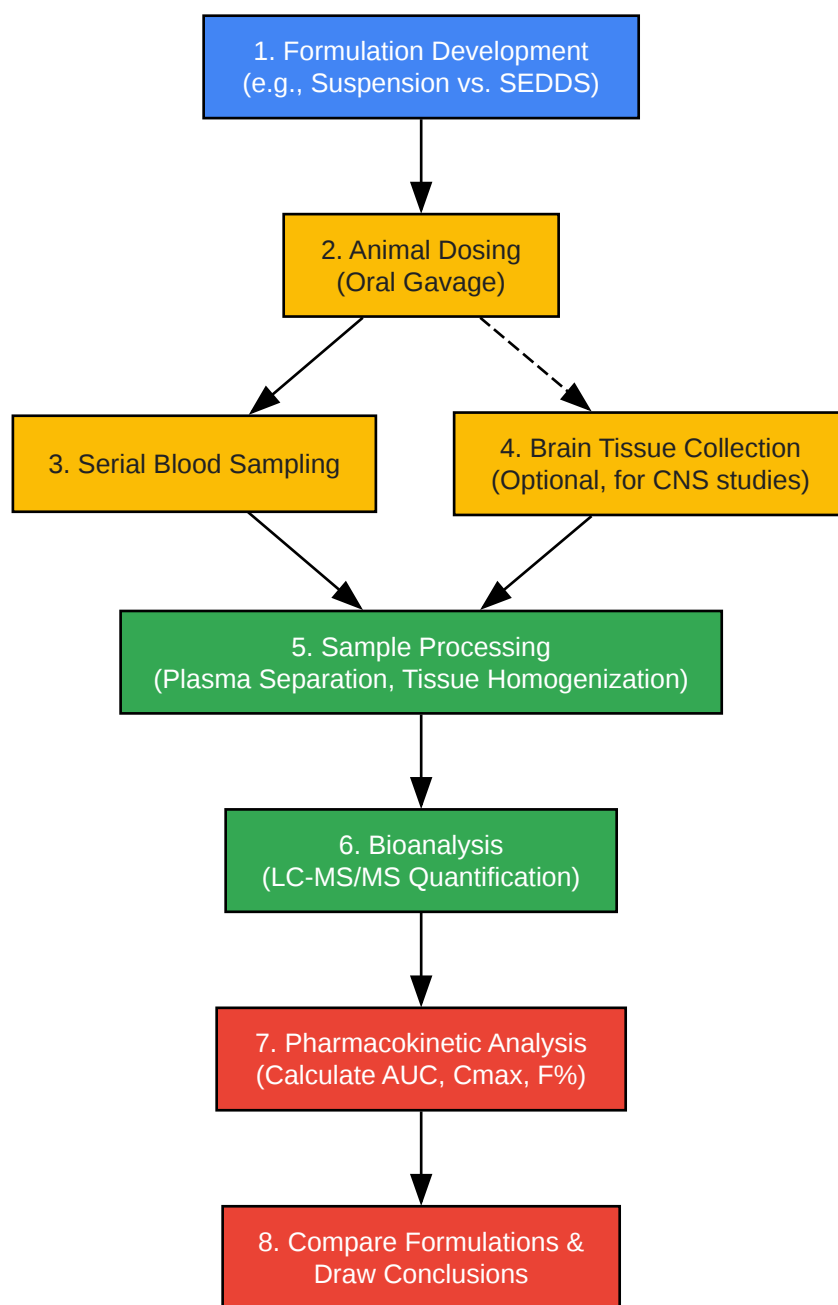 1. Formulation Development
(e.g., Suspension vs. SEDDS)
2. Animal Dosing
(Oral Gavage)
3. Serial Blood Sampling
4. Brain Tissue Collection
(Optional, for CNS studies)
5. Sample Processing
(Plasma Separation, Tissue Homogenization)
6. Bioanalysis
(LC-MS/MS Quantification)
7. Pharmacokinetic Analysis
(Calculate AUC, Cmax, F%)
8. Compare Formulations &
Draw Conclusions